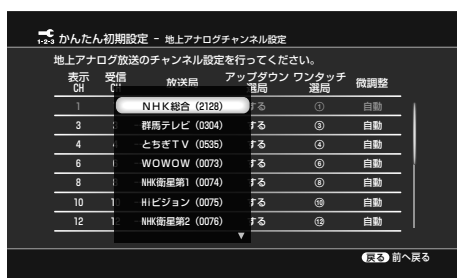 1-2-3 かんたん初期設定 - 地上アナログチャンネル設定
地上アナログ放送のチャンネル設定を行ってください。
表示CH 受信 放送局 アップダウン選局 ワンタッチ選局 微調整
1 NHK総合 (2128) する ① 自動
3 群馬テレビ (0304) する ③ 自動
4 とちぎTV (0535) する ④ 自動
6 WOWOW (0073) する ⑥ 自動
8 NHK衛星第1 (0074) する ⑧ 自動
10 Hiビジョン (0075) する ⑩ 自動
12 NHK衛星第2 (0076) する ⑫ 自動
▼
戻る 前へ戻る